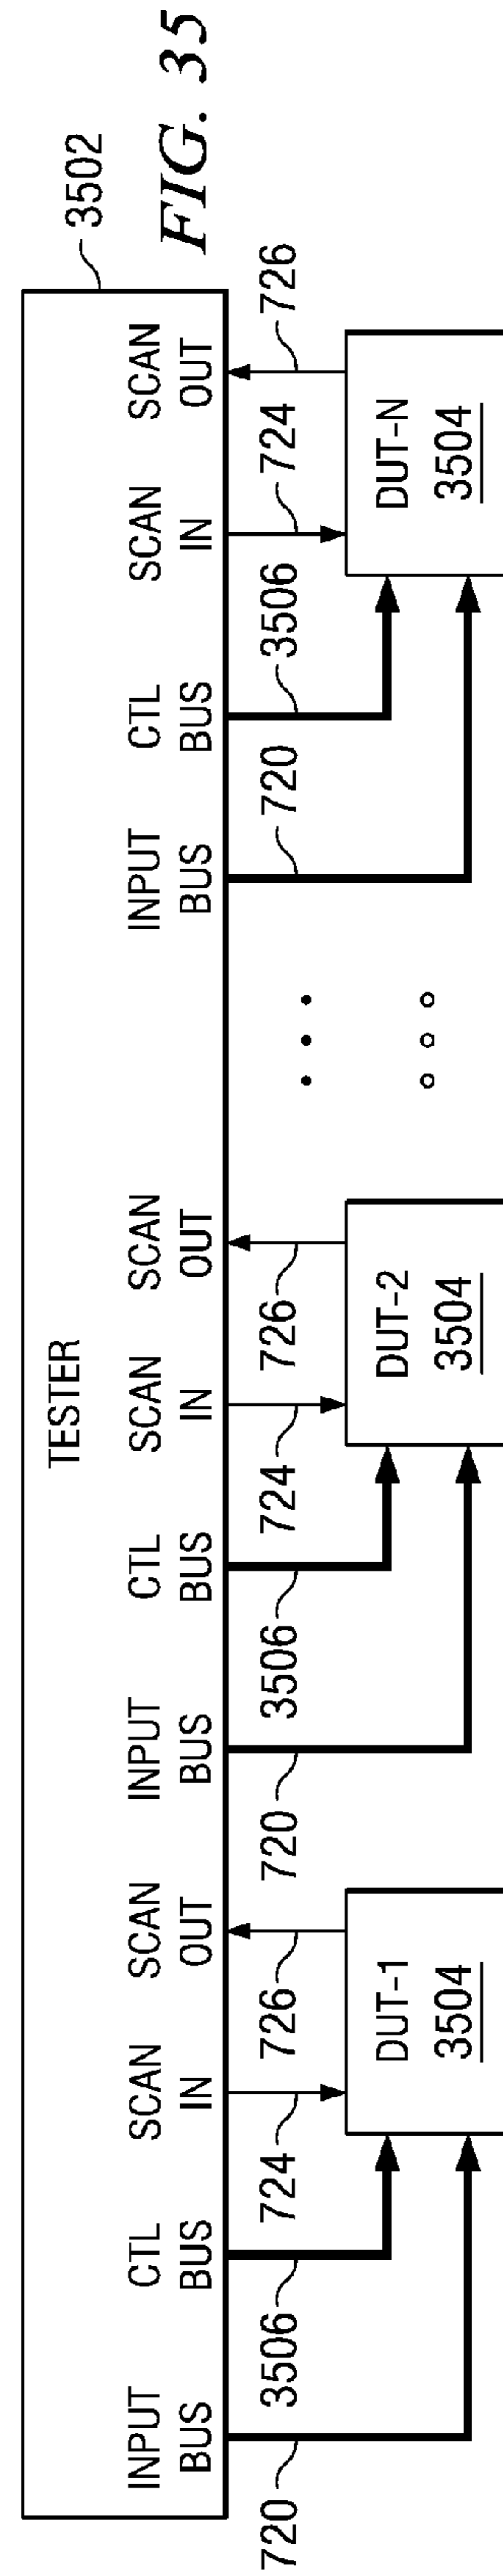 FIG. 35
3502
TESTER
INPUT BUS
CTL BUS
SCAN IN
SCAN OUT
INPUT BUS
CTL BUS
SCAN IN
SCAN OUT
INPUT BUS
CTL BUS
SCAN IN
SCAN OUT
720
3506
724
726
720
3506
724
726
720
3506
724
726
DUT-1
3504
DUT-2
3504
DUT-N
3504